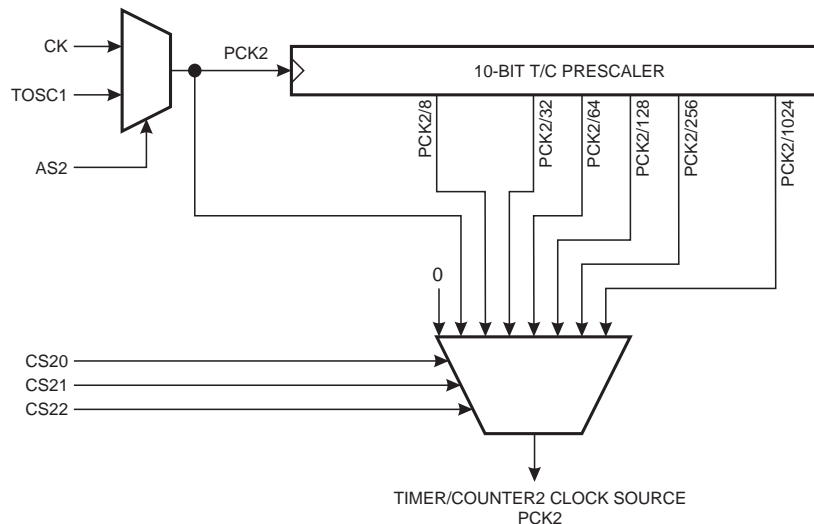 CK
PCK2
10-BIT T/C PRESCALER
TOSC1
PCK2/8
PCK2/32
PCK2/64
PCK2/128
PCK2/256
PCK2/1024
AS2
0
CS20
CS21
CS22
TIMER/COUNTER2 CLOCK SOURCE
PCK2